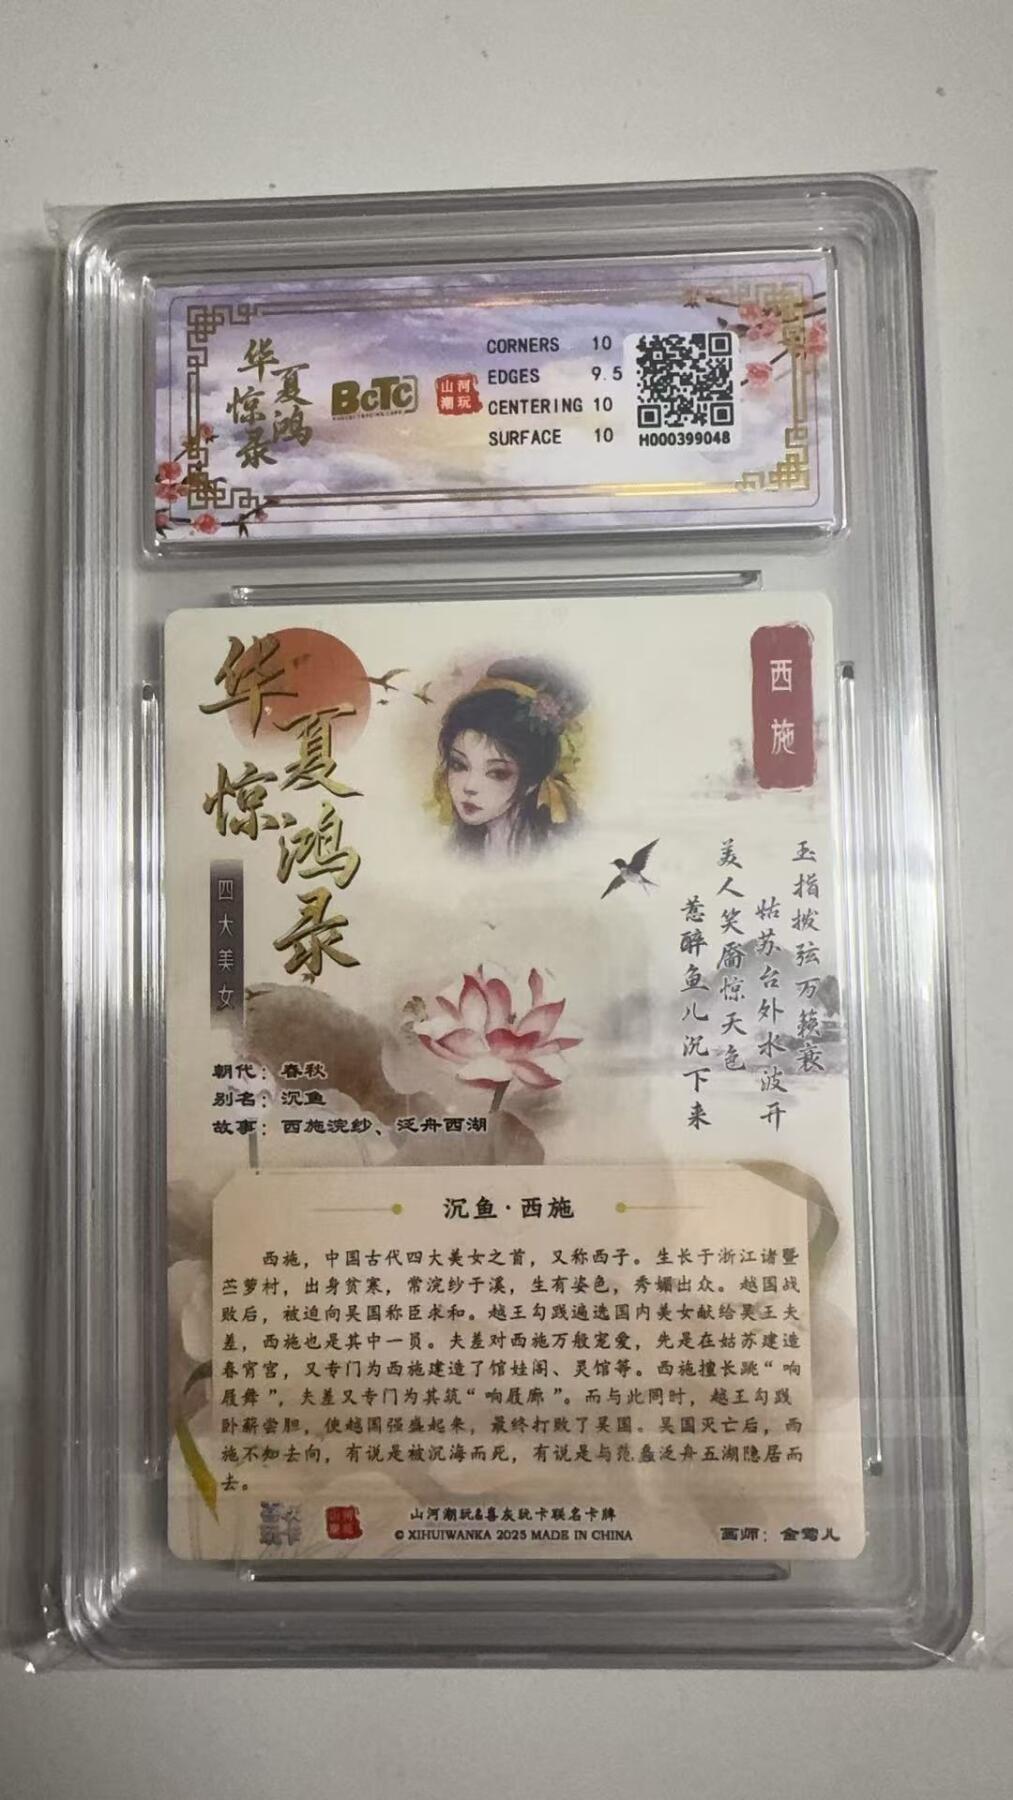 华夏惊鸿录
BCTC
山河潮玩
CORNERS 10
EDGES 9.5
CENTERING 10
SURFACE 10
H000399048
华夏惊鸿录
四大美女
西施
玉指拨弦万籁哀
姑苏台外水波开
美人笑靥惊天色
惹醉鱼儿沉下来
朝代：春秋
别名：沉鱼
故事：西施浣纱、泛舟西湖
沉鱼·西施
西施，中国古代四大美女之首，又称西子。生长于浙江诸暨
苎萝村，出身贫寒，常浣纱于溪，生有姿色，秀媚出众。越国战
败后，被迫向吴国称臣求和。越王勾践遍选国内美女献给吴王夫
差，西施也是其中一员。夫差对西施万般宠爱，先是在姑苏建造
春宵宫，又专门为西施建造了馆娃阁、灵馆等。西施擅长跳“响
屐舞”，夫差又专门为其筑“响屐廊”。而与此同时，越王勾践
卧薪尝胆，使越国强盛起来，最终打败了吴国。吴国灭亡后，西
施不知去向，有说是被沉海而死，有说是与范蠡泛舟五湖隐居而
去。
喜灰玩卡
山河潮玩
山河潮玩&喜灰玩卡联名卡牌
© XIHUIWANKA 2025 MADE IN CHINA
画师：金莺儿